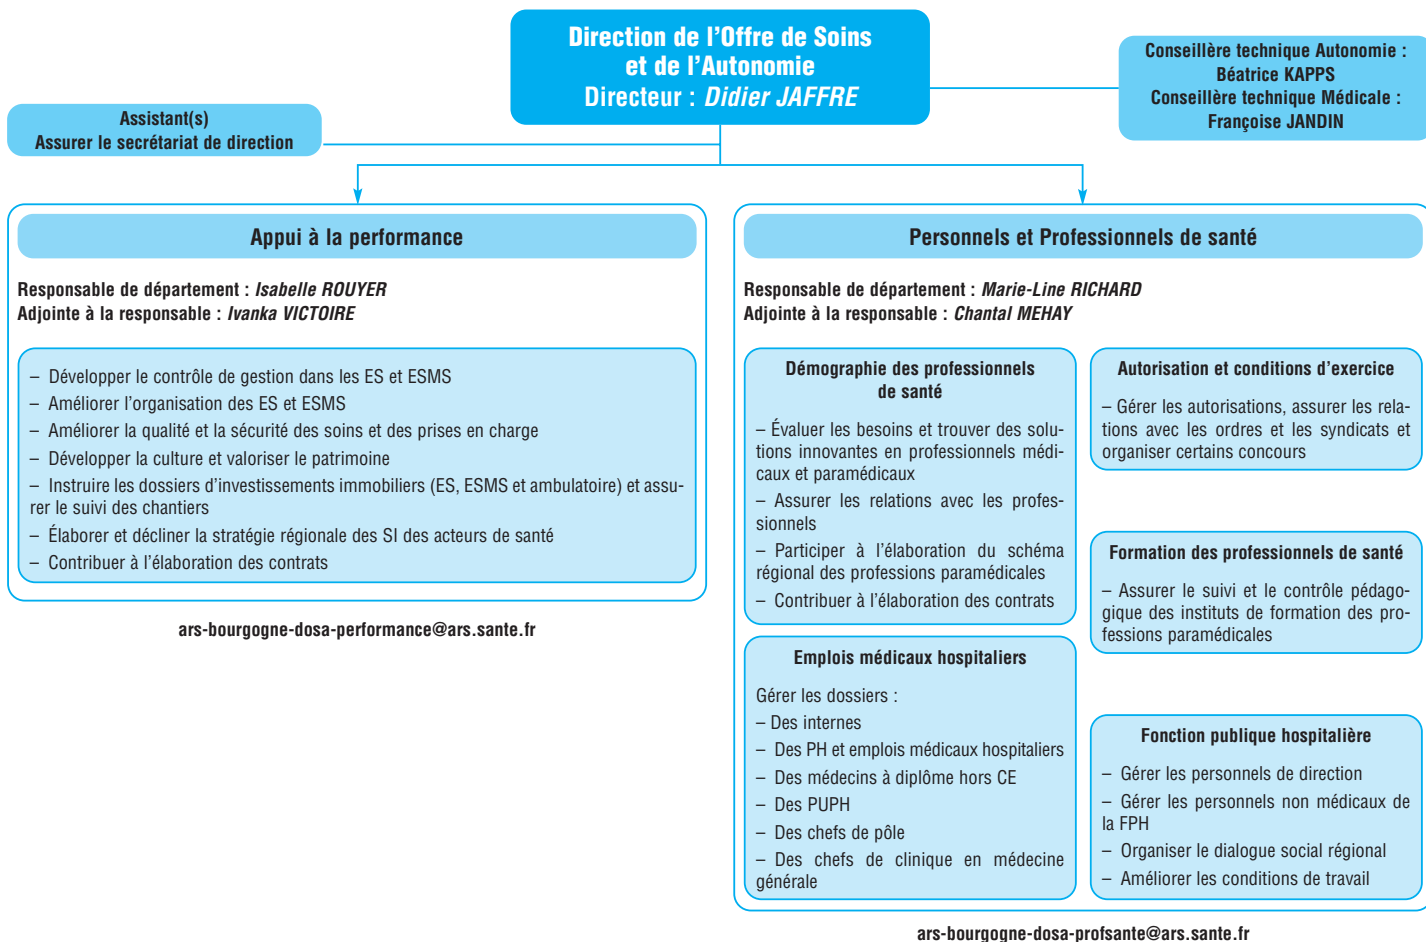 Direction de l’Offre de Soins
et de l’Autonomie
Directeur : Didier JAFFRE
Conseillère technique Autonomie :
Béatrice KAPPS
Conseillère technique Médicale :
Françoise JANDIN
Assistant(s)
Assurer le secrétariat de direction
Appui à la performance
Responsable de département : Isabelle ROUYER
Adjointe à la responsable : Ivanka VICTOIRE
– Développer le contrôle de gestion dans les ES et ESMS
– Améliorer l’organisation des ES et ESMS
– Améliorer la qualité et la sécurité des soins et des prises en charge
– Développer la culture et valoriser le patrimoine
– Instruire les dossiers d’investissements immobiliers (ES, ESMS et ambulatoire) et assu-
rer le suivi des chantiers
– Élaborer et décliner la stratégie régionale des SI des acteurs de santé
– Contribuer à l’élaboration des contrats
ars-bourgogne-dosa-performance@ars.sante.fr
Personnels et Professionnels de santé
Responsable de département : Marie-Line RICHARD
Adjointe à la responsable : Chantal MEHAY
Démographie des professionnels
de santé
– Évaluer les besoins et trouver des solu-
tions innovantes en professionnels médi-
caux et paramédicaux
– Assurer les relations avec les profes-
sionnels
– Participer à l’élaboration du schéma
régional des professions paramédicales
– Contribuer à l’élaboration des contrats
Emplois médicaux hospitaliers
Gérer les dossiers :
– Des internes
– Des PH et emplois médicaux hospitaliers
– Des médecins à diplôme hors CE
– Des PUPH
– Des chefs de pôle
– Des chefs de clinique en médecine
générale
Autorisation et conditions d’exercice
– Gérer les autorisations, assurer les rela-
tions avec les ordres et les syndicats et
organiser certains concours
Formation des professionnels de santé
– Assurer le suivi et le contrôle pédago-
gique des instituts de formation des pro-
fessions paramédicales
Fonction publique hospitalière
– Gérer les personnels de direction
– Gérer les personnels non médicaux de
la FPH
– Organiser le dialogue social régional
– Améliorer les conditions de travail
ars-bourgogne-dosa-profsante@ars.sante.fr